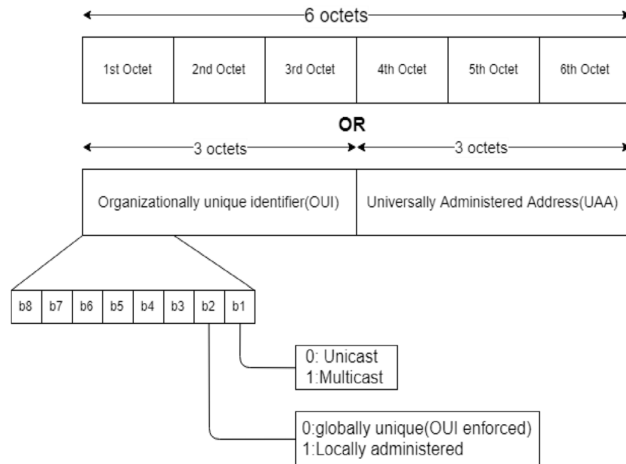 6 octets
1st Octet 2nd Octet 3rd Octet 4th Octet 5th Octet 6th Octet
OR
3 octets 3 octets
Organizationally unique identifier(OUI) Universally Administered Address(UAA)
b8 b7 b6 b5 b4 b3 b2 b1
0: Unicast
1:Multicast
0:globally unique(OUI enforced)
1:Locally administered